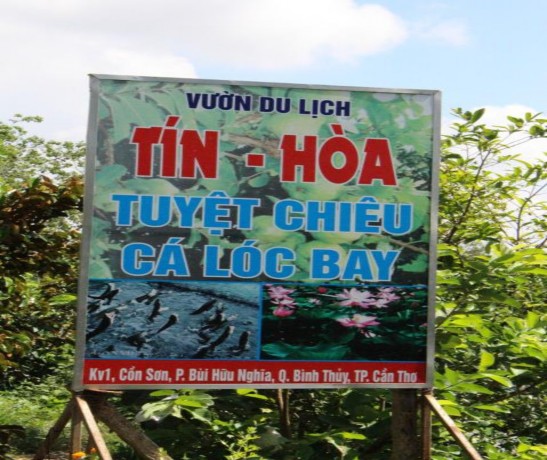 VƯỜN DU LỊCH
TÍN - HÒA
TUYỆT CHIÊU
CÁ LÓC BAY
Kv1, Cồn Sơn, P. Bùi Hữu Nghĩa, Q. Bình Thủy, TP. Cần Thơ